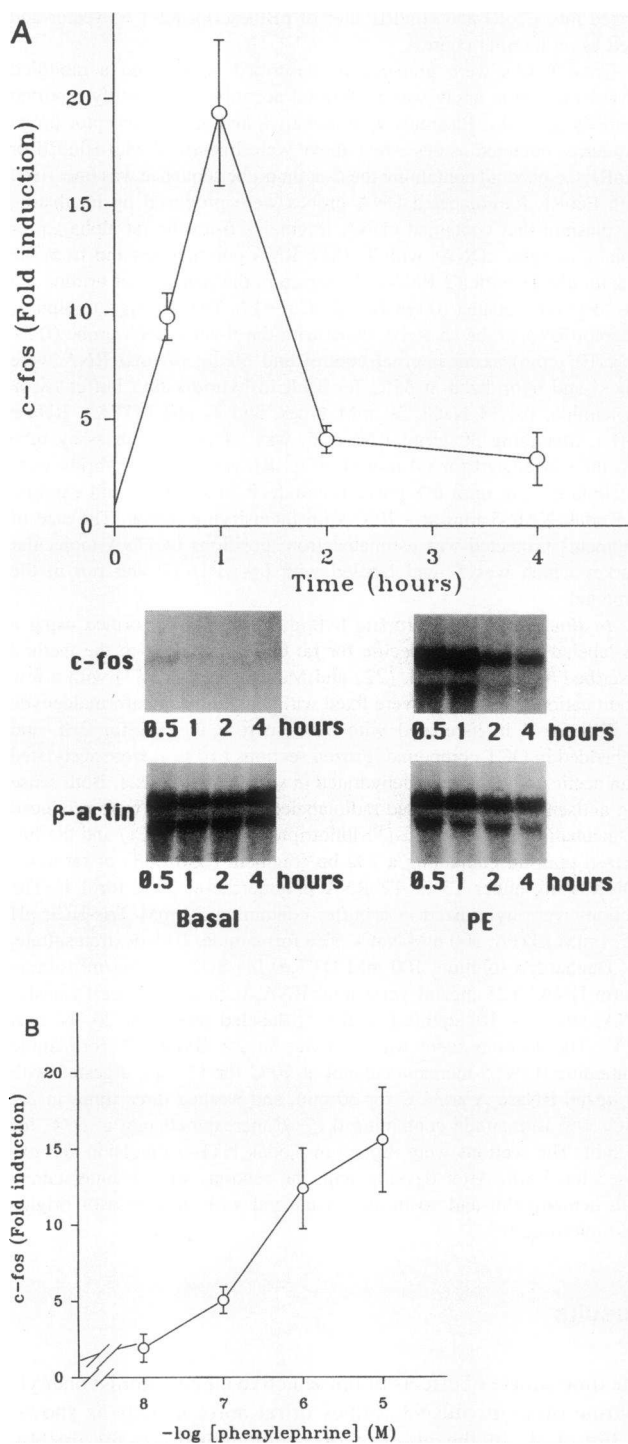 A
c-fos (Fold induction)
20
15
10
5
0
0 1 2 3 4
Time (hours)
c-fos
0.5 1 2 4 hours
0.5 1 2 4 hours
β-actin
0.5 1 2 4 hours
0.5 1 2 4 hours
Basal
PE
B
c-fos (Fold induction)
20
15
10
5
0
8 7 6 5
-log [phenylephrine] (M)